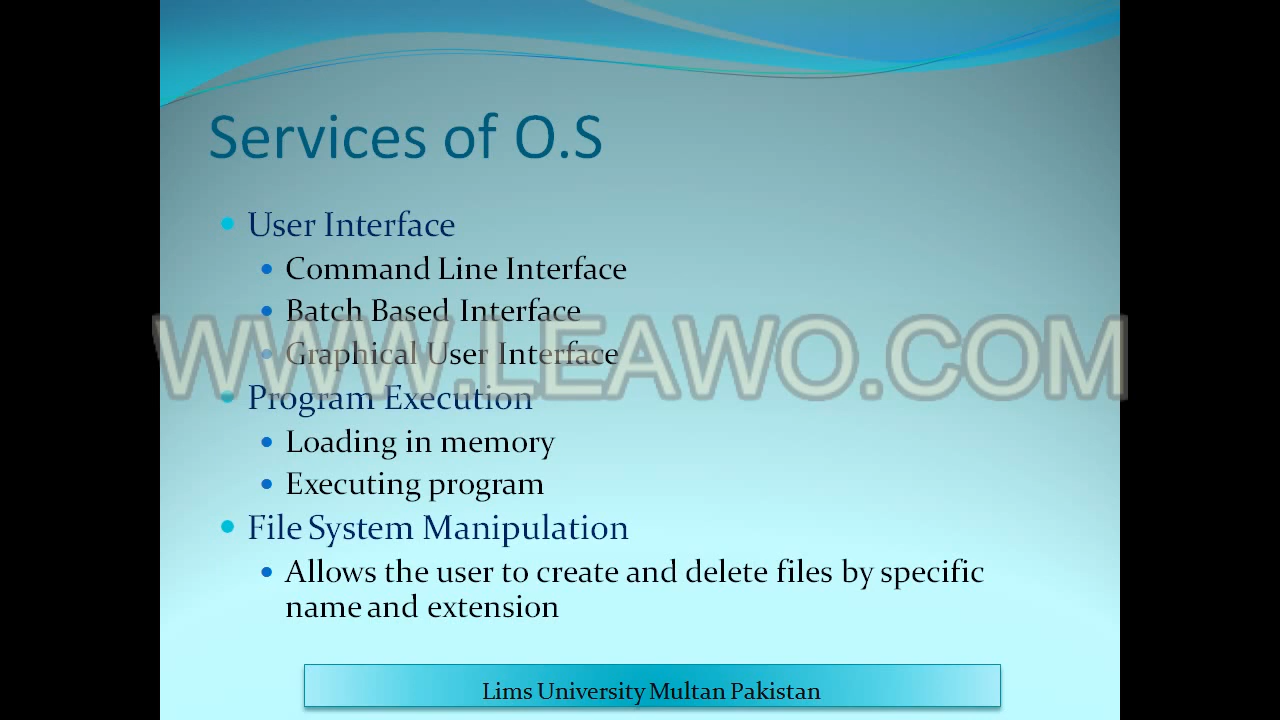 Services of O.S
User Interface
Command Line Interface
Batch Based Interface
WWW.LEAWO.COM
Graphical User Interface
Program Execution
Loading in memory
Executing program
File System Manipulation
Allows the user to create and delete files by specific
name and extension
Lims University Multan Pakistan